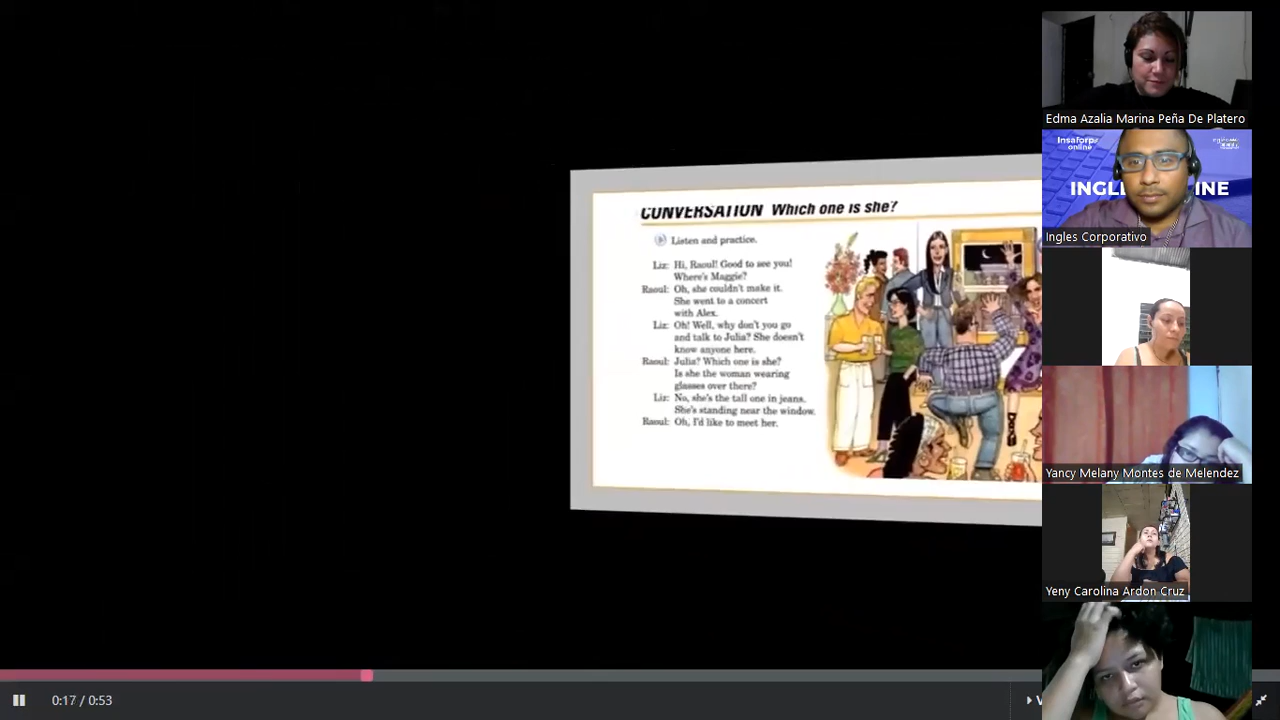 CONVERSATION Which one is she?
Listen and practice.
Liz: Hi, Raoul! Good to see you!
Where's Maggie?
Raoul: Oh, she couldn't make it.
She went to a concert
with Alex.
Liz: Oh! Well, why don't you go
and talk to Julia? She doesn't
know anyone here.
Raoul: Julia? Which one is she?
Is she the woman wearing
glasses over there?
Liz: No, she's the tall one in jeans.
She's standing near the window.
Raoul: Oh, I'd like to meet her.
0:17 / 0:53
Edma Azalia Marina Peña De Platero
Insaforp
online
INGL
NE
Ingles Corporativo
Yancy Melany Montes de Melendez
Yeny Carolina Ardon Cruz